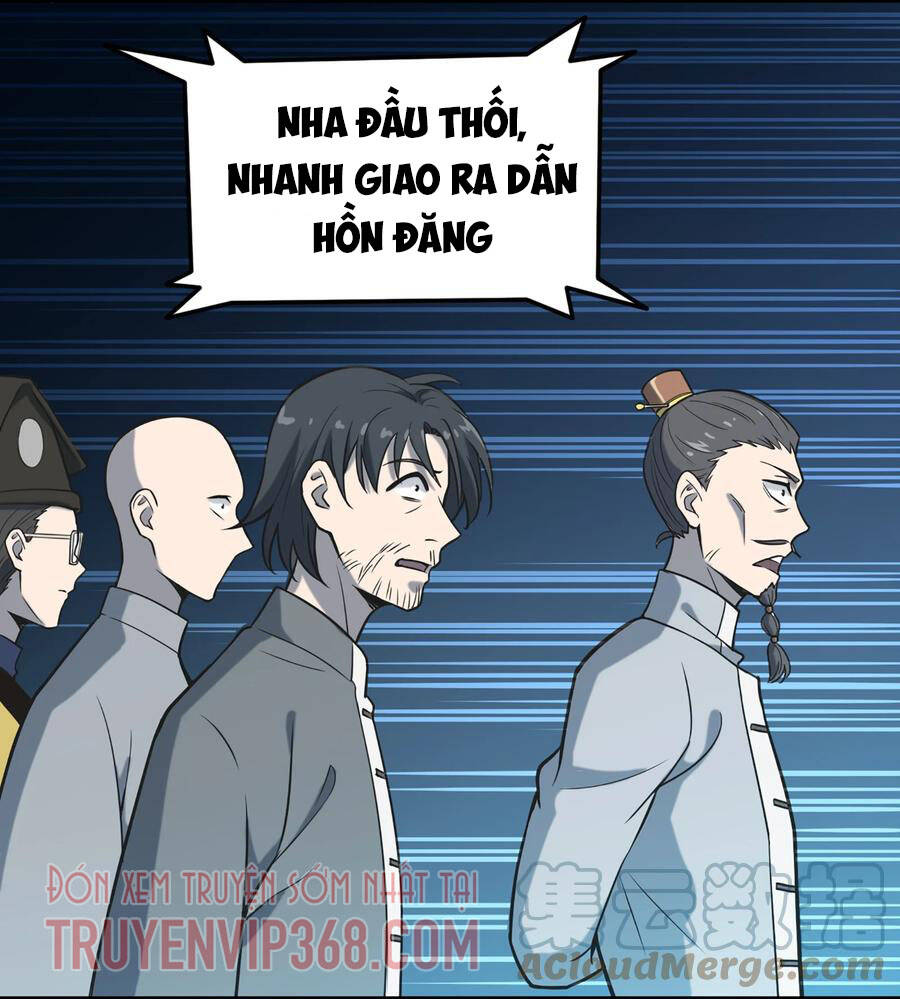 NHA ĐẦU THỐI,
NHANH GIAO RA DẪN
HỒN ĐĂNG
ĐÓN XEM TRUYỆN SỚM NHẤT TẠI
TRUYENVIP368.COM
集云数据
AcloudMerge.com